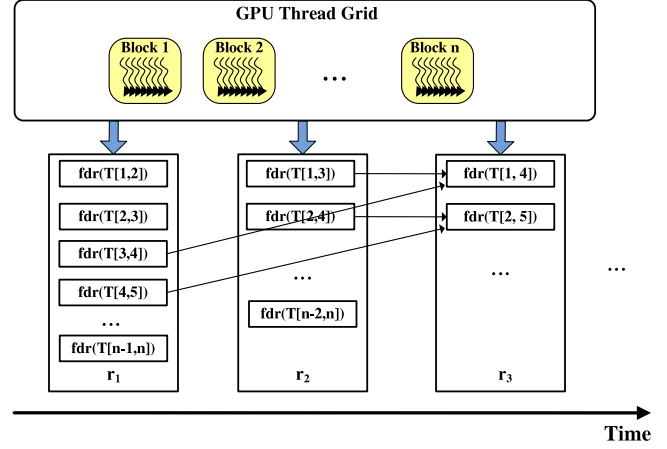 GPU Thread Grid
Block 1
Block 2
...
Block n
fdr(T[1,2])
fdr(T[2,3])
fdr(T[3,4])
fdr(T[4,5])
...
fdr(T[n-1,n])
r1
fdr(T[1,3])
fdr(T[2,4])
...
fdr(T[n-2,n])
r2
fdr(T[1, 4])
fdr(T[2, 5])
...
r3
...
Time